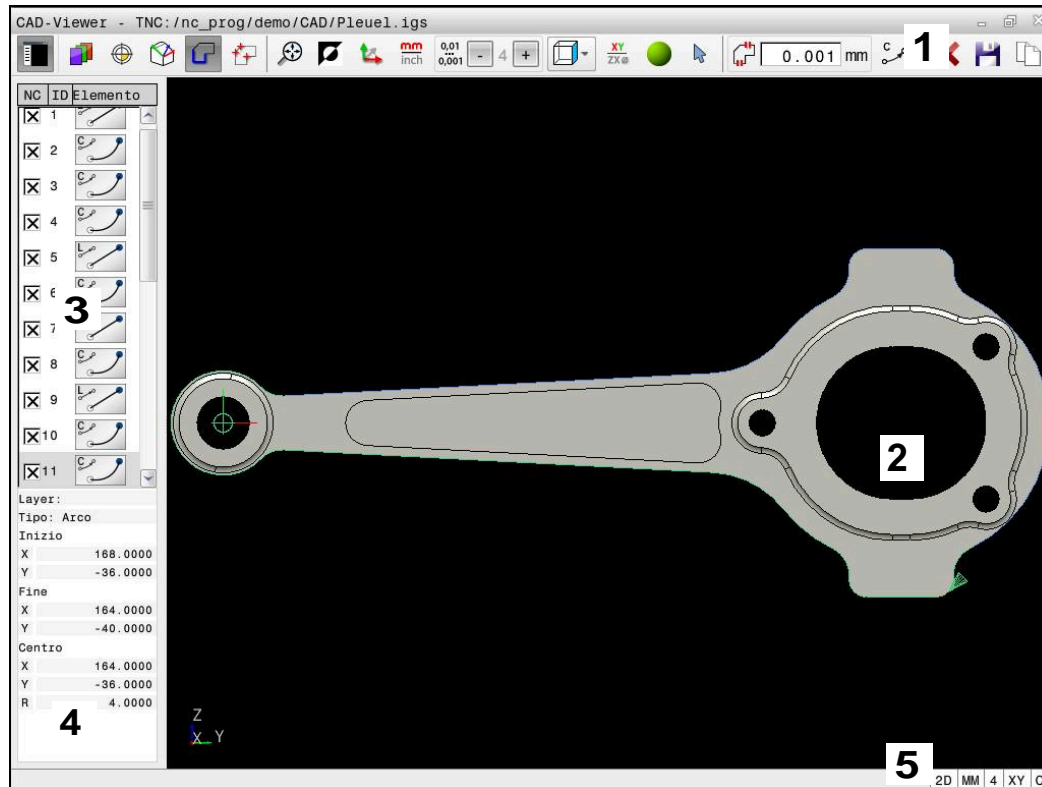 CAD-Viewer - TNC:/nc_prog/demo/CAD/Pleuel.igs
mm
inch
0,01
0,001
- 4 +
XY
ZX
0.001 mm
C
1
NC ID Elemento
1
2 C
3 C
4 C
5 L
6 C
7
8 C
9 L
10 C
11 C
3
2
Layer:
Tipo: Arco
Inizio
X 168.0000
Y -36.0000
Fine
X 164.0000
Y -40.0000
Centro
X 164.0000
Y -36.0000
R 4.0000
4
Z
X Y
5
2D MM 4 XY